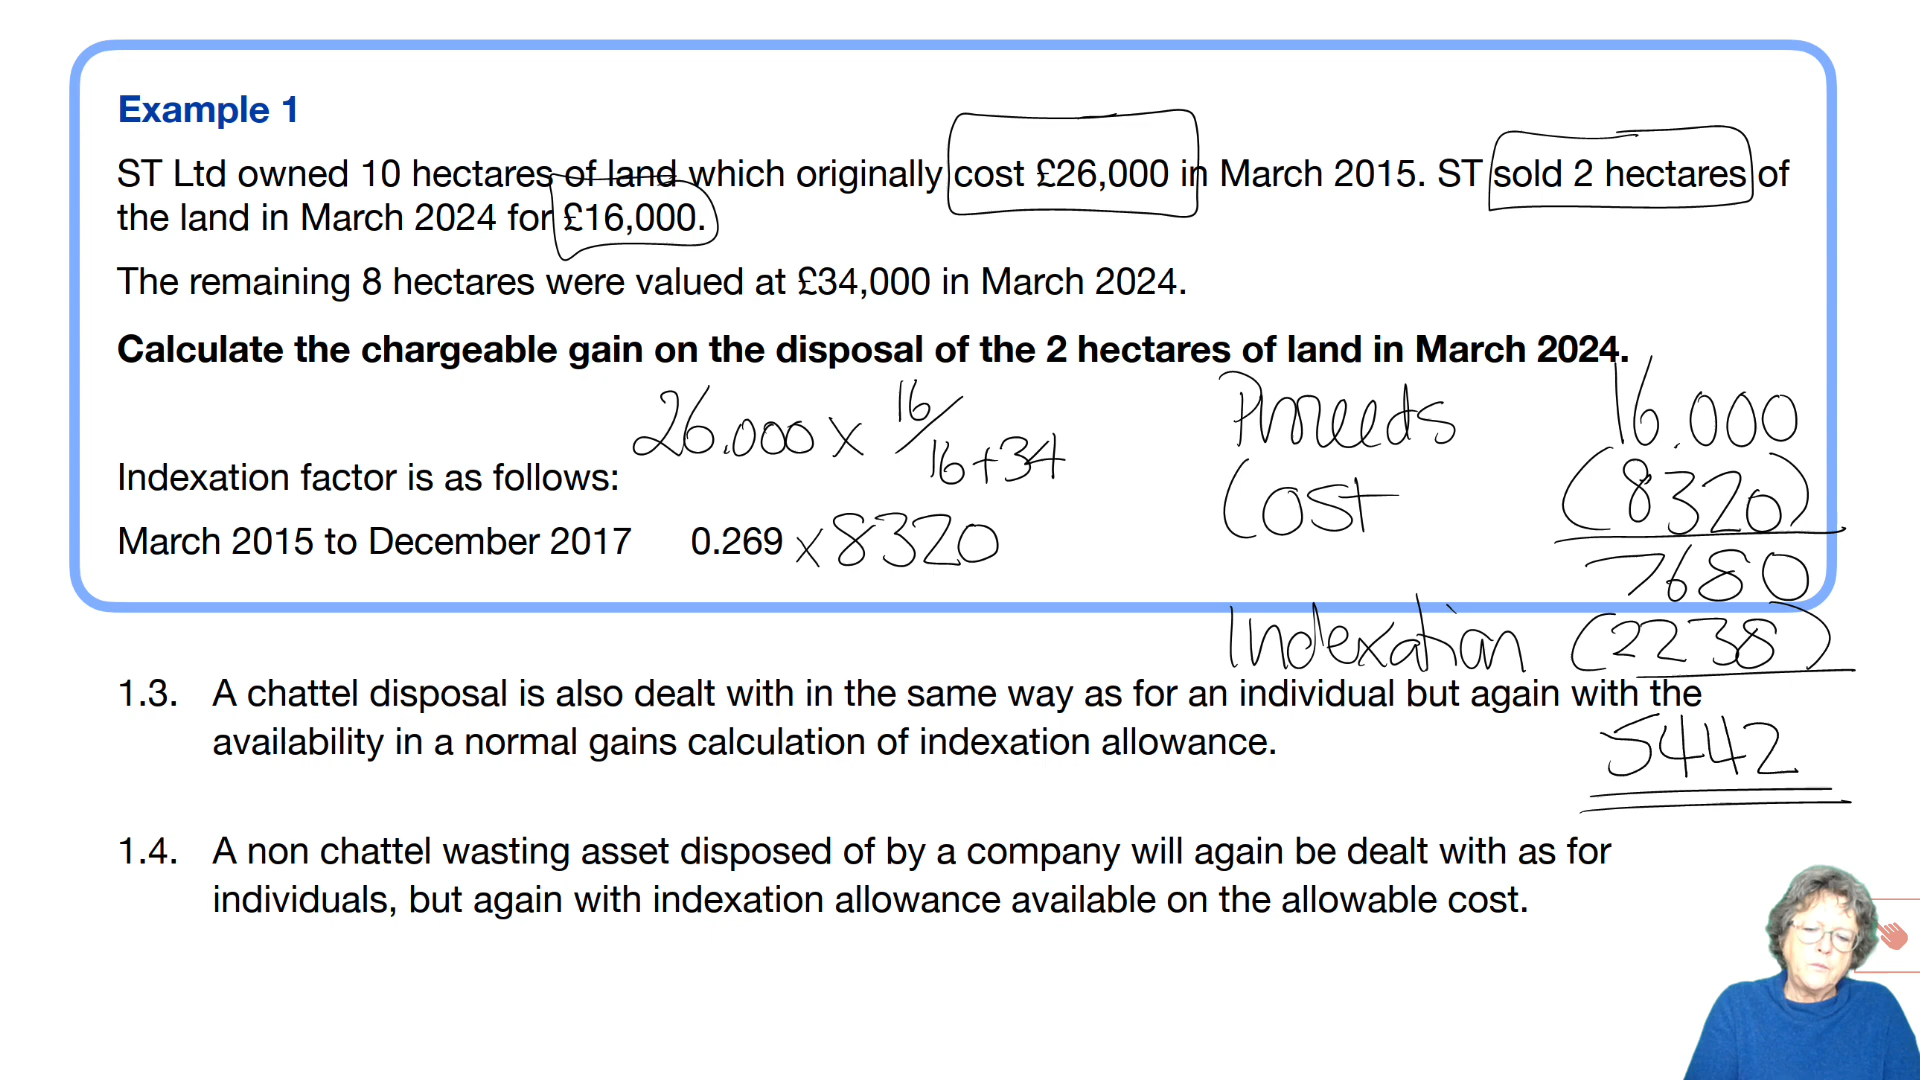 Example 1
ST Ltd owned 10 hectares of land which originally cost £26,000 in March 2015. ST sold 2 hectares of
the land in March 2024 for £16,000.
The remaining 8 hectares were valued at £34,000 in March 2024.
Calculate the chargeable gain on the disposal of the 2 hectares of land in March 2024.
26.000 x 16/16+34
Proceeds 16.000
Indexation factor is as follows:
Cost (8320)
March 2015 to December 2017 0.269 x 8320
7680
Indexation (2238)
1.3. A chattel disposal is also dealt with in the same way as for an individual but again with the
availability in a normal gains calculation of indexation allowance.
5442
1.4. A non chattel wasting asset disposed of by a company will again be dealt with as for
individuals, but again with indexation allowance available on the allowable cost.